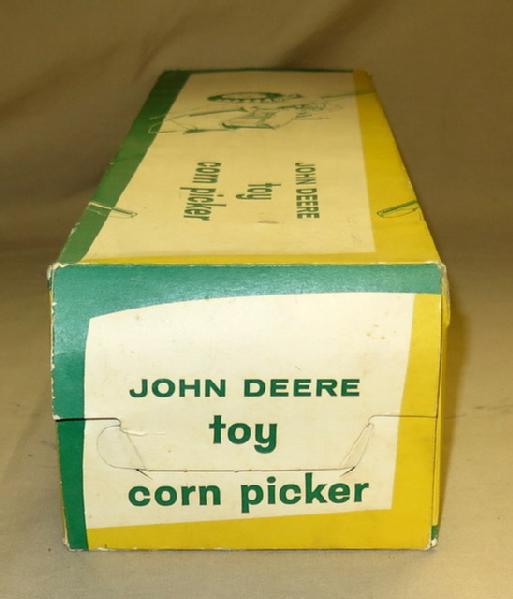 JOHN DEERE
toy
corn picker
JOHN DEERE
toy
corn picker